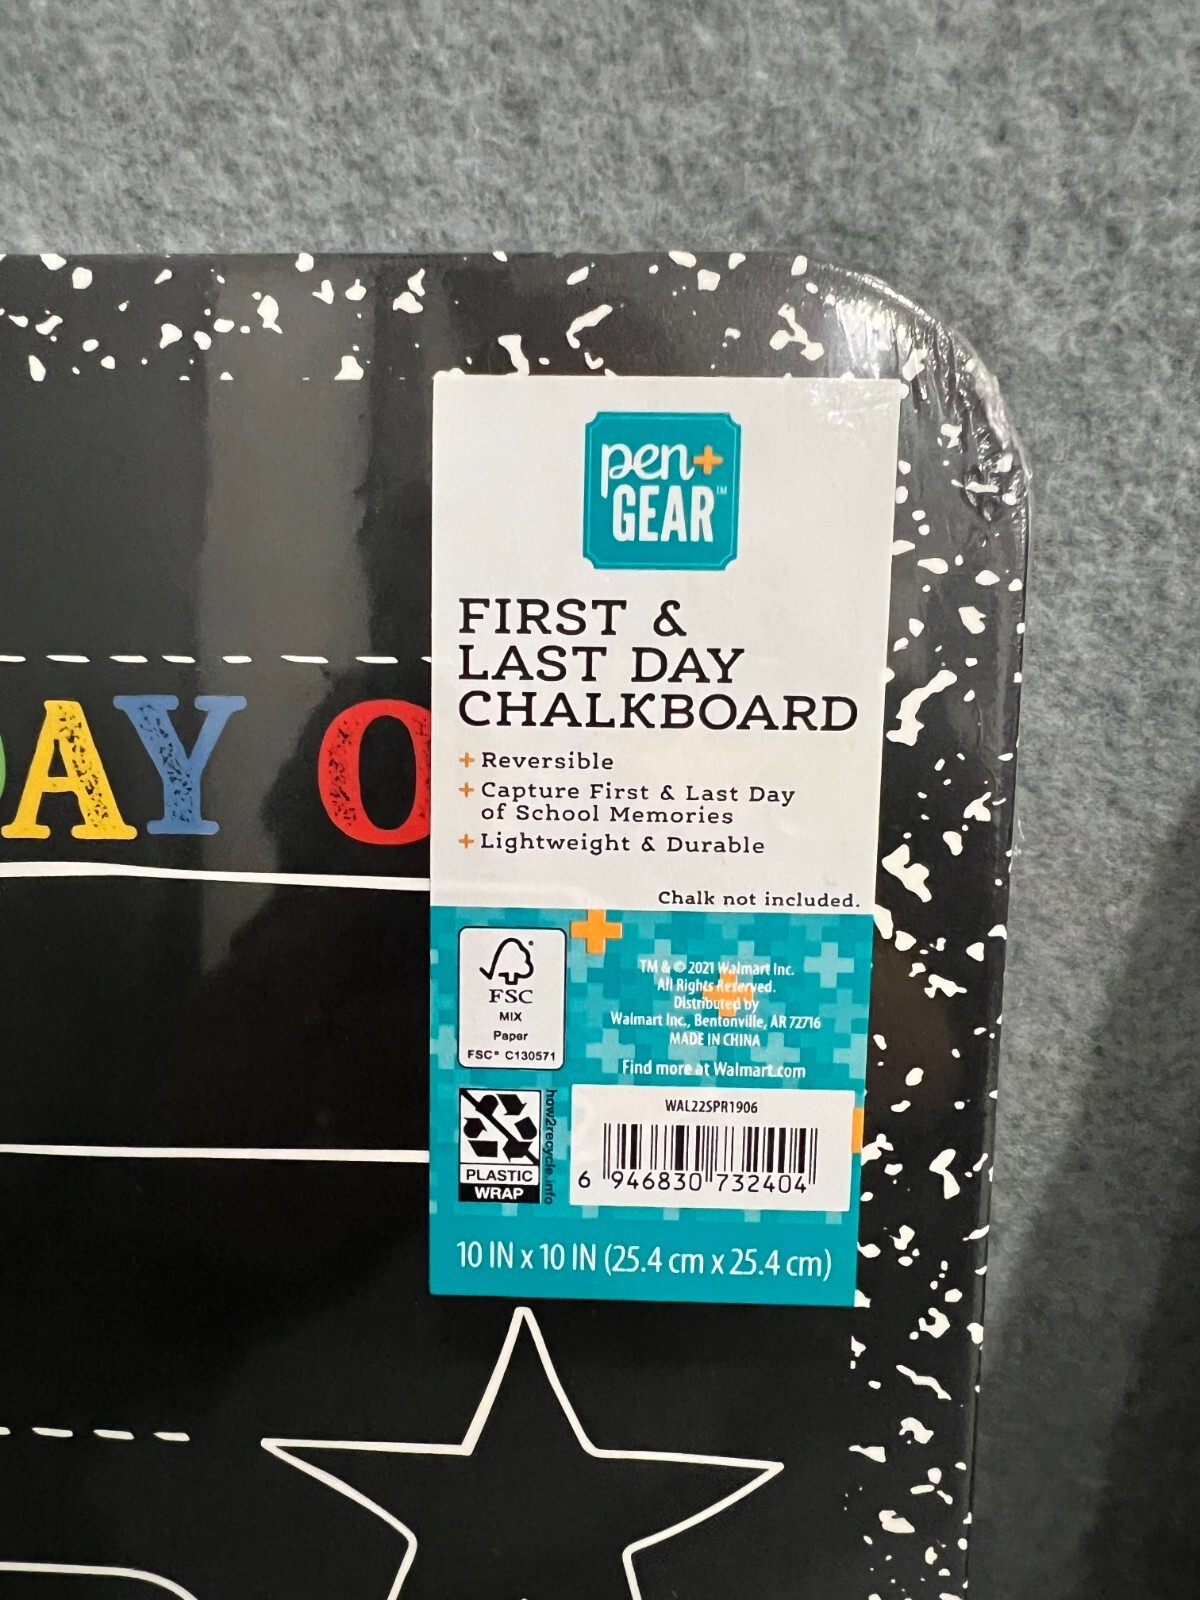 pen+
GEAR™
FIRST &
LAST DAY
CHALKBOARD
+ Reversible
+ Capture First & Last Day
of School Memories
+ Lightweight & Durable
Chalk not included.
AY O
FSC®
MIX
Paper
FSC® C130571
TM & © 2021 Walmart Inc.
All Rights Reserved.
Distributed by
Walmart Inc., Bentonville, AR 72716
MADE IN CHINA
Find more at Walmart.com
how2recycle.info
PLASTIC
WRAP
WAL22SPR1906
6 946830 732404
10 IN x 10 IN (25.4 cm x 25.4 cm)